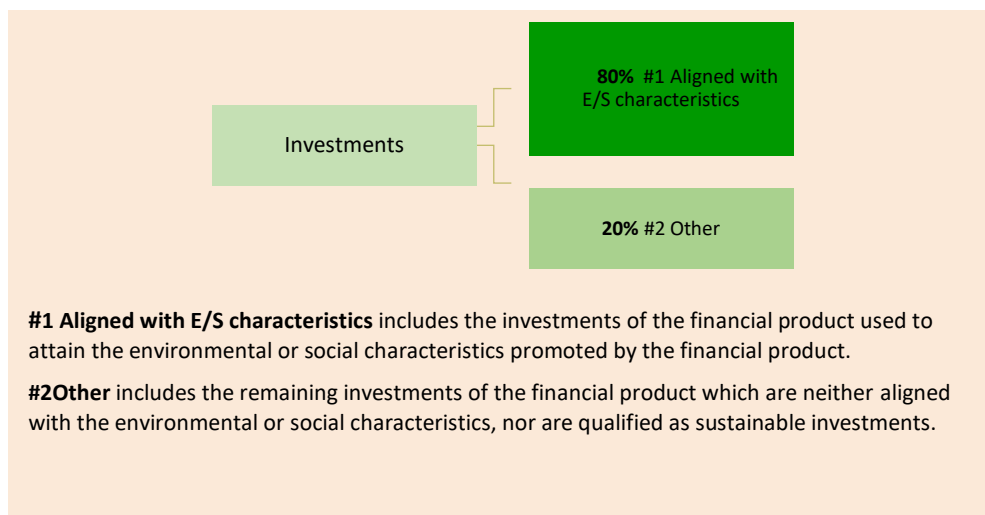 80% #1 Aligned with
E/S characteristics
Investments
20% #2 Other
#1 Aligned with E/S characteristics includes the investments of the financial product used to
attain the environmental or social characteristics promoted by the financial product.
#2Other includes the remaining investments of the financial product which are neither aligned
with the environmental or social characteristics, nor are qualified as sustainable investments.